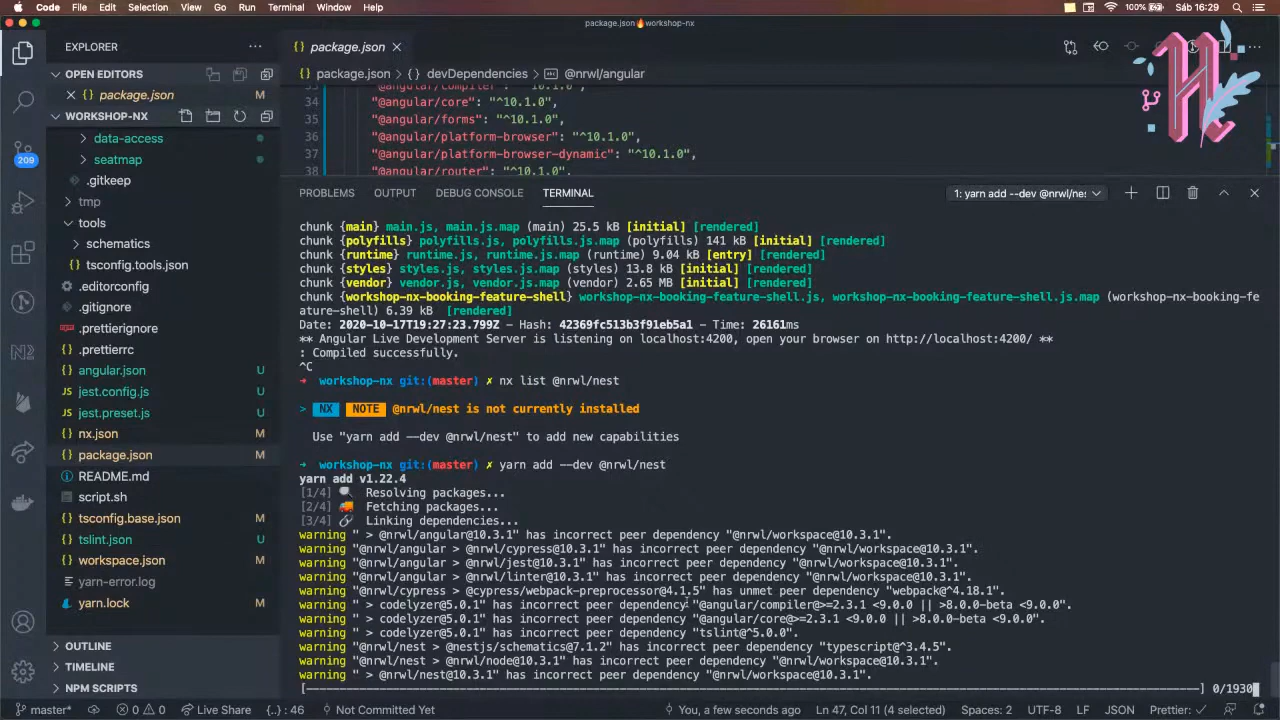 Code File Edit Selection View Go Run Terminal Window Help 100% Sáb 16:29
package.json workshop-nx
EXPLORER
package.json
OPEN EDITORS
package.json > devDependencies > @nrwl/angular
package.json M
WORKSHOP-NX
data-access
seatmap
.gitkeep
tmp
tools
schematics
tsconfig.tools.json
.editorconfig
.gitignore
.prettierignore
.prettierrc
angular.json U
jest.config.js U
jest.preset.js U
nx.json M
package.json M
README.md
script.sh
tsconfig.base.json M
tslint.json U
workspace.json M
yarn-error.log
yarn.lock M
OUTLINE
TIMELINE
NPM SCRIPTS
209
33 "@angular/compiler": "^10.1.0",
34 "@angular/core": "^10.1.0",
35 "@angular/forms": "^10.1.0",
36 "@angular/platform-browser": "^10.1.0",
37 "@angular/platform-browser-dynamic": "^10.1.0",
38 "@angular/router": "^10.1.0",
PROBLEMS OUTPUT DEBUG CONSOLE TERMINAL 1: yarn add --dev @nrwl/nes
chunk {main} main.js, main.js.map (main) 25.5 kB [initial] [rendered]
chunk {polyfills} polyfills.js, polyfills.js.map (polyfills) 141 kB [initial] [rendered]
chunk {runtime} runtime.js, runtime.js.map (runtime) 9.04 kB [entry] [rendered]
chunk {styles} styles.js, styles.js.map (styles) 13.8 kB [initial] [rendered]
chunk {vendor} vendor.js, vendor.js.map (vendor) 2.65 MB [initial] [rendered]
chunk {workshop-nx-booking-feature-shell} workshop-nx-booking-feature-shell.js, workshop-nx-booking-feature-shell.js.map (workshop-nx-booking-fe
ature-shell) 6.39 kB [rendered]
Date: 2020-10-17T19:27:23.799Z - Hash: 42369fc513b3f91eb5a1 - Time: 26161ms
** Angular Live Development Server is listening on localhost:4200, open your browser on http://localhost:4200/ **
: Compiled successfully.
^C
➜ workshop-nx git:(master) ✗ nx list @nrwl/nest
> NX NOTE @nrwl/nest is not currently installed
Use "yarn add --dev @nrwl/nest" to add new capabilities
➜ workshop-nx git:(master) ✗ yarn add --dev @nrwl/nest
yarn add v1.22.4
[1/4] 🔍 Resolving packages...
[2/4] 🚚 Fetching packages...
[3/4] 🔗 Linking dependencies...
warning " > @nrwl/angular@10.3.1" has incorrect peer dependency "@nrwl/workspace@10.3.1".
warning "@nrwl/angular > @nrwl/cypress@10.3.1" has incorrect peer dependency "@nrwl/workspace@10.3.1".
warning "@nrwl/angular > @nrwl/jest@10.3.1" has incorrect peer dependency "@nrwl/workspace@10.3.1".
warning "@nrwl/angular > @nrwl/linter@10.3.1" has incorrect peer dependency "@nrwl/workspace@10.3.1".
warning "@nrwl/cypress > @cypress/webpack-preprocessor@4.1.5" has unmet peer dependency "webpack@^4.18.1".
warning " > codelyzer@5.0.1" has incorrect peer dependency "@angular/compiler@>=2.3.1 <9.0.0 || >8.0.0-beta <9.0.0".
warning " > codelyzer@5.0.1" has incorrect peer dependency "@angular/core@>=2.3.1 <9.0.0 || >8.0.0-beta <9.0.0".
warning " > codelyzer@5.0.1" has incorrect peer dependency "tslint@^5.0.0".
warning "@nrwl/nest > @nestjs/schematics@7.1.2" has incorrect peer dependency "typescript@^3.4.5".
warning "@nrwl/nest > @nrwl/node@10.3.1" has incorrect peer dependency "@nrwl/workspace@10.3.1".
warning " > @nrwl/nest@10.3.1" has incorrect peer dependency "@nrwl/workspace@10.3.1".
0/1930
master* 0 0 Live Share {..} : 46 Not Committed Yet You, a few seconds ago Ln 47, Col 11 (4 selected) Spaces: 2 UTF-8 LF JSON Prettier: ✓